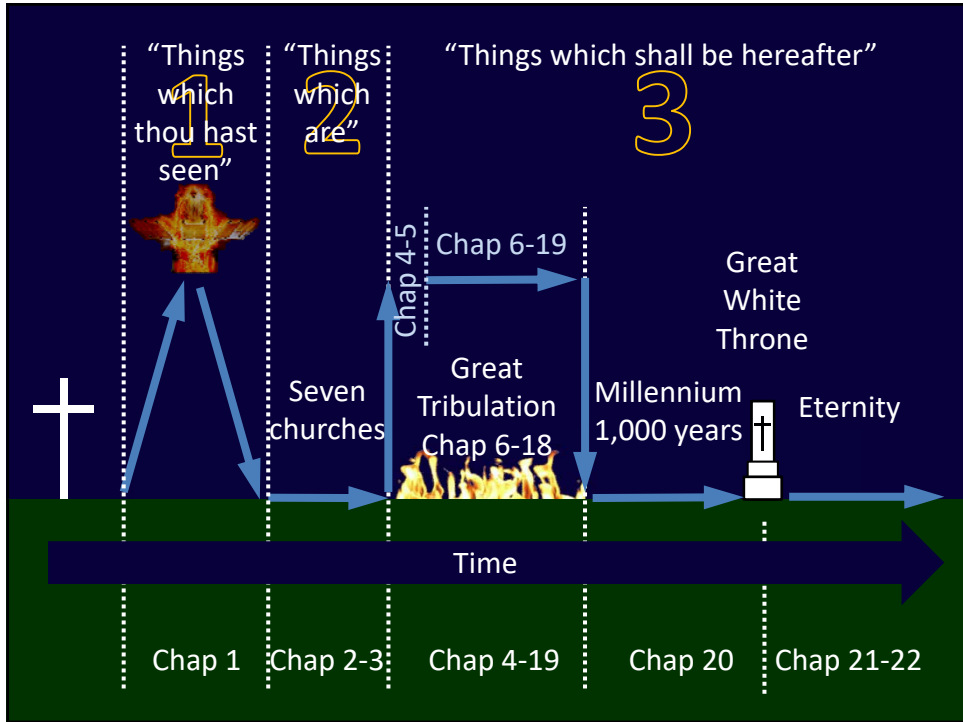 “Things
which
thou hast
seen”
1
“Things
which
are”
2
“Things which shall be hereafter”
3
Chap 4-5
Chap 6-19
Great
White
Throne
Seven
churches
Great
Tribulation
Chap 6-18
Millennium
1,000 years
Eternity
Time
Chap 1
Chap 2-3
Chap 4-19
Chap 20
Chap 21-22